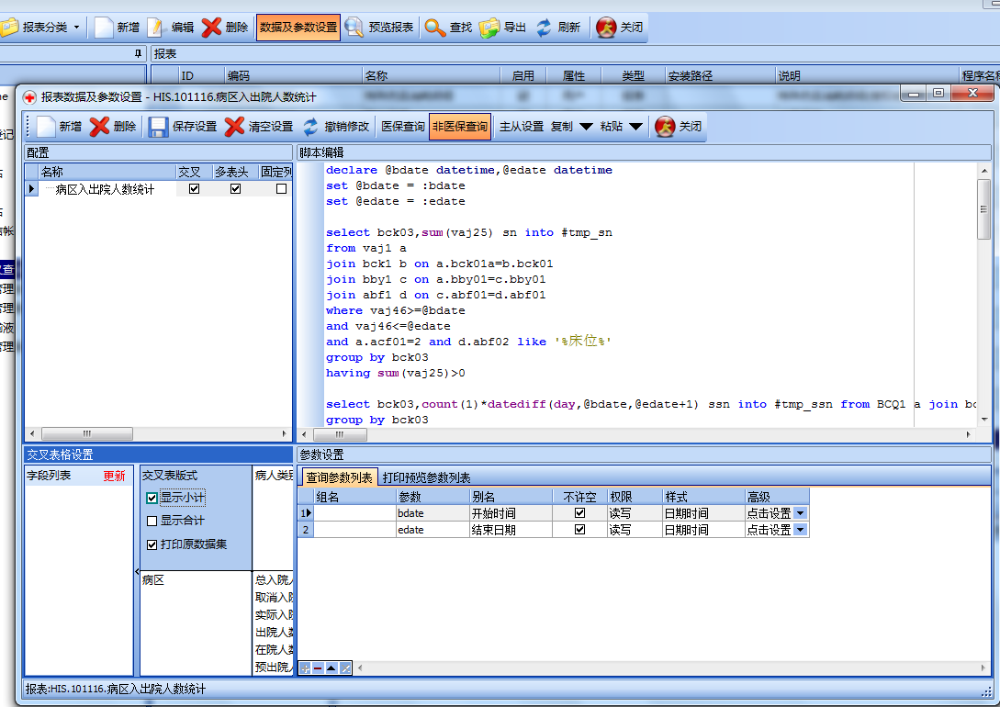 报表分类 新增 编辑 删除 数据及参数设置 预览报表 查找 导出 刷新 关闭
报表
ID 编码 名称 启用 属性 类型 安装路径 说明 程序名
报表数据及参数设置 - HIS.101116.病区入出院人数统计
新增 删除 保存设置 清空设置 撤销修改 医保查询 非医保查询 主从设置 复制 粘贴 关闭
配置
名称 交叉 多表头 固定列
病区入出院人数统计
脚本编辑
declare @bdate datetime,@edate datetime
set @bdate = :bdate
set @edate = :edate
select bck03,sum(vaj25) sn into #tmp_sn
from vaj1 a
join bck1 b on a.bck01a=b.bck01
join bby1 c on a.bby01=c.bby01
join abf1 d on c.abf01=d.abf01
where vaj46>=@bdate
and vaj46<=@edate
and a.acf01=2 and d.abf02 like '%床位%'
group by bck03
having sum(vaj25)>0
select bck03,count(1)*datediff(day,@bdate,@edate+1) ssn into #tmp_ssn from BCQ1 a join bc
group by bck03
交叉表格设置
字段列表 更新
交叉表版式
显示小计
显示合计
打印原数据集
病人类别
病区
总入院人
取消入院
实际入院
出院人数
在院人数
预出院人
参数设置
查询参数列表 打印预览参数列表
组名 参数 别名 不许空 权限 样式 高级
1 bdate 开始时间 读写 日期时间 点击设置
2 edate 结束日期 读写 日期时间 点击设置
报表:HIS.101116.病区入出院人数统计